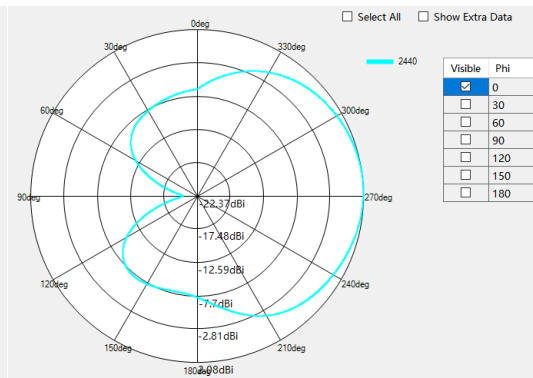 Select All
Show Extra Data
0deg
30deg
330deg
2440
Visible Phi
0
30
60
90
120
150
180
60deg
300deg
90deg
270deg
-22.37dBi
-17.48dBi
120deg
240deg
-12.59dBi
-7.7dBi
-2.81dBi
150deg
210deg
180deg
2.08dBi